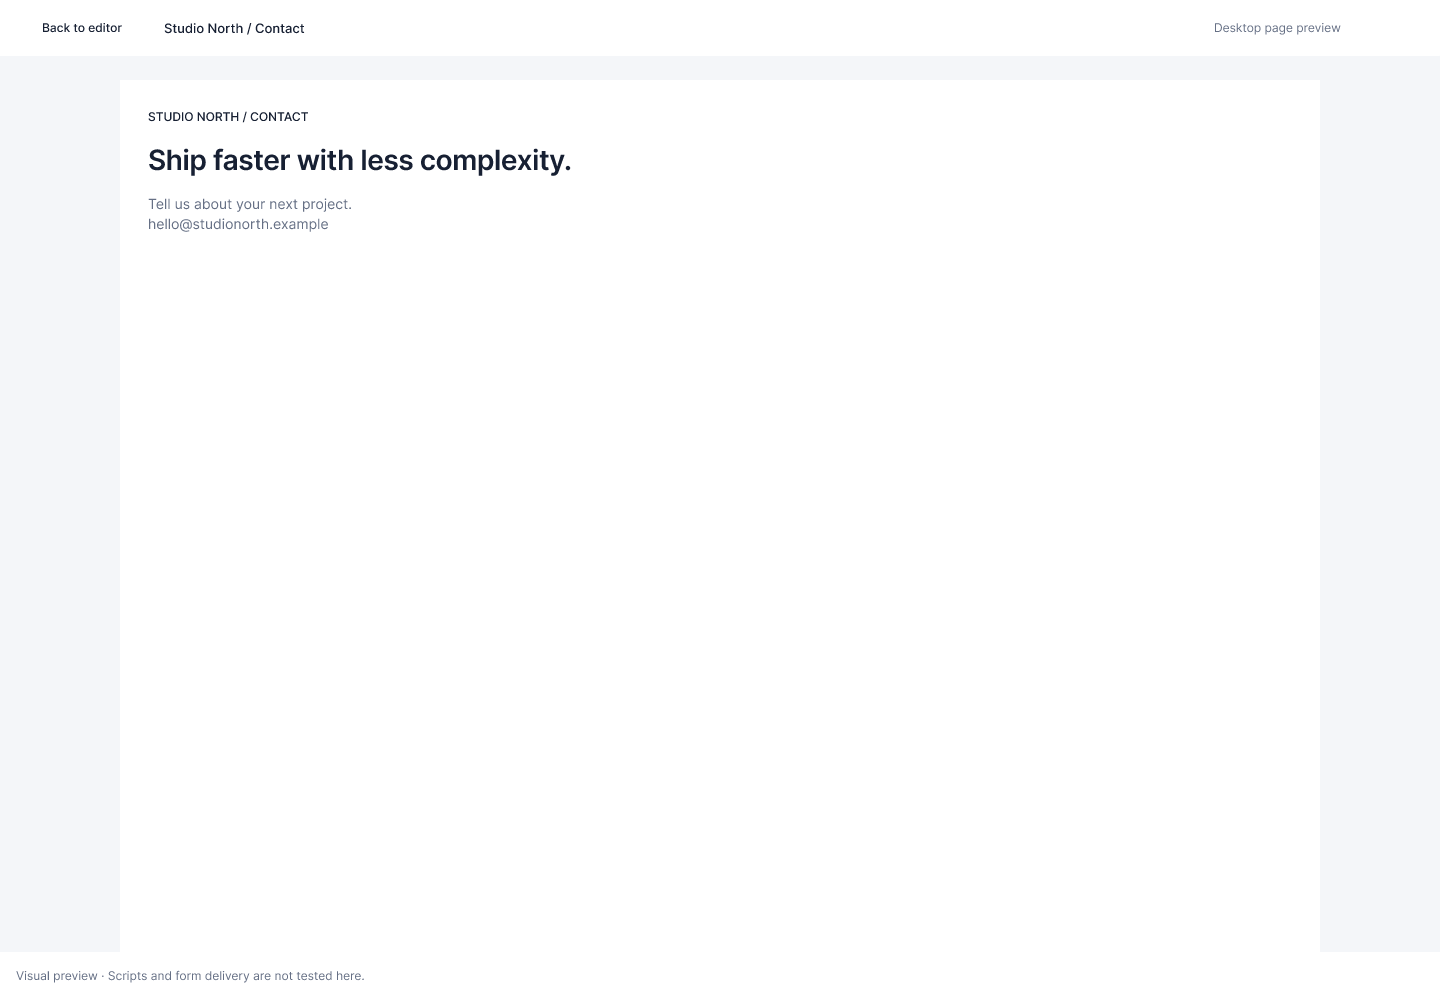 Back to editor
Studio North / Contact
Desktop page preview
STUDIO NORTH / CONTACT
Ship faster with less complexity.
Tell us about your next project.
hello@studionorth.example
Visual preview · Scripts and form delivery are not tested here.